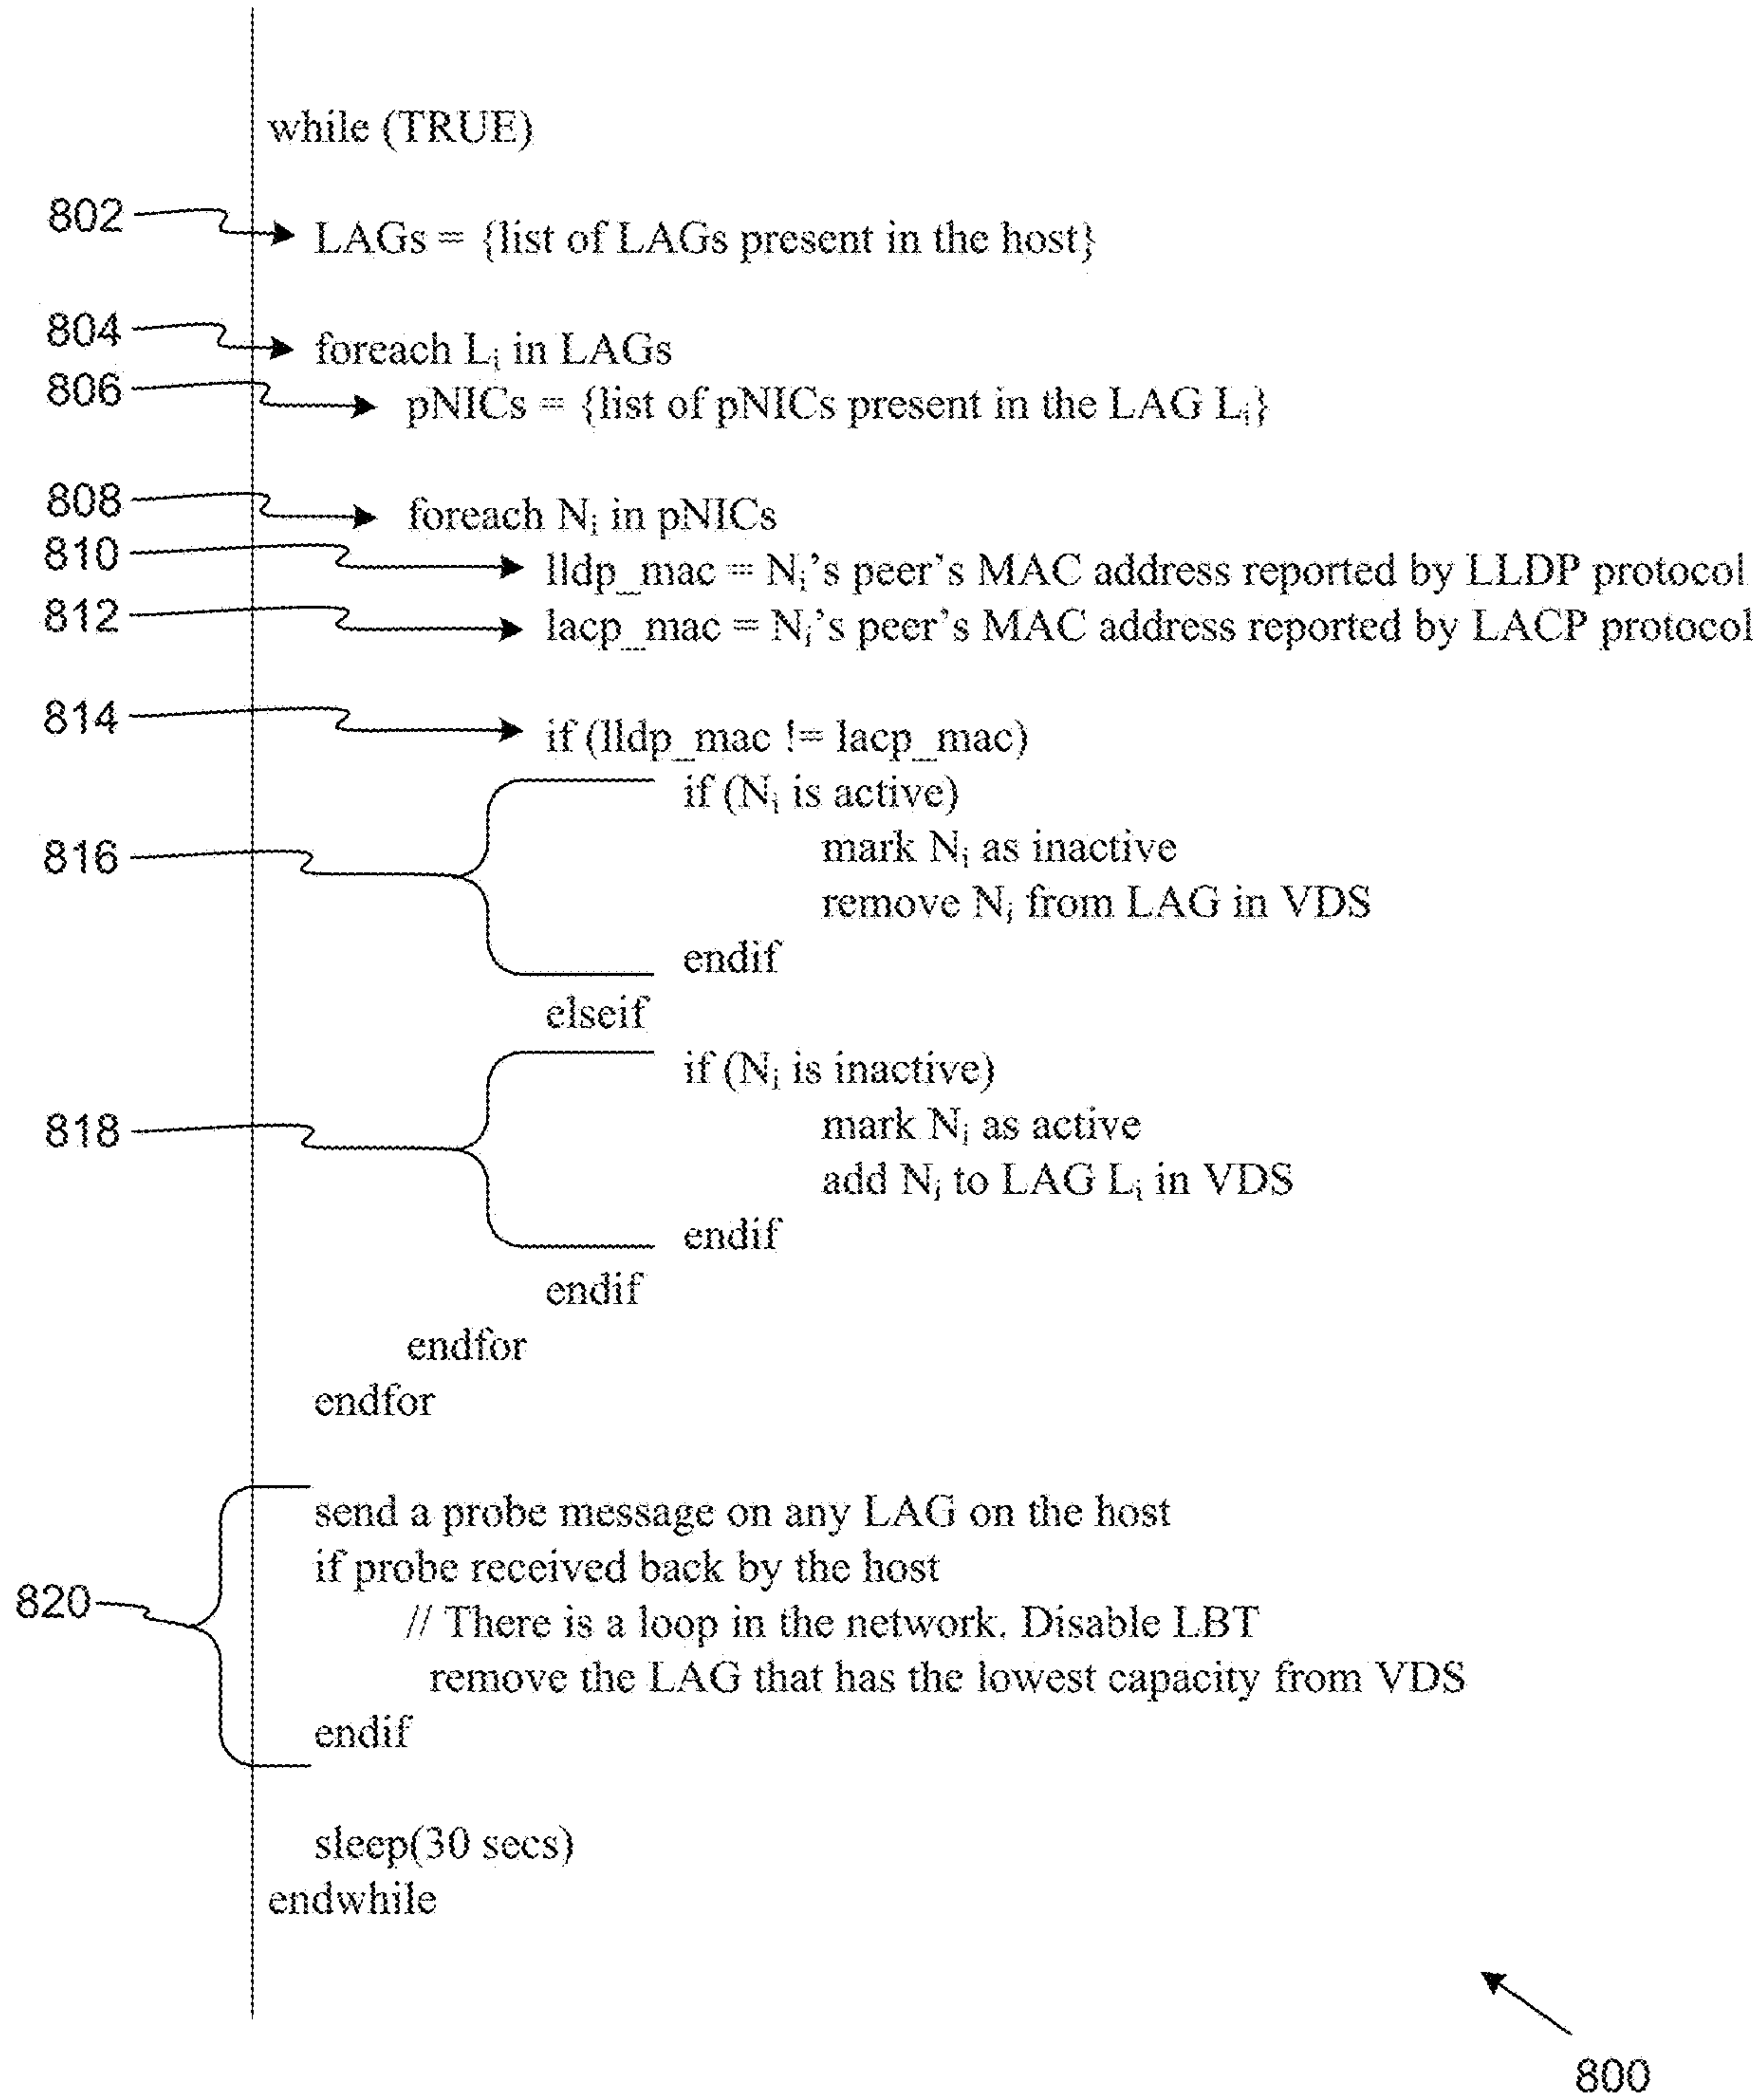 while (TRUE)
802 LAGs = {list of LAGs present in the host}
804 foreach Li in LAGs
806 pNICs = {list of pNICs present in the LAG Li}
808 foreach Ni in pNICs
810 lldp_mac = Ni's peer's MAC address reported by LLDP protocol
812 lacp_mac = Ni's peer's MAC address reported by LACP protocol
814 if (lldp_mac != lacp_mac)
if (Ni is active)
816 mark Ni as inactive
remove Ni from LAG in VDS
endif
elseif
if (Ni is inactive)
818 mark Ni as active
add Ni to LAG Li in VDS
endif
endif
endfor
endfor
send a probe message on any LAG on the host
if probe received back by the host
820 // There is a loop in the network. Disable LBT
remove the LAG that has the lowest capacity from VDS
endif
sleep(30 secs)
endwhile
800